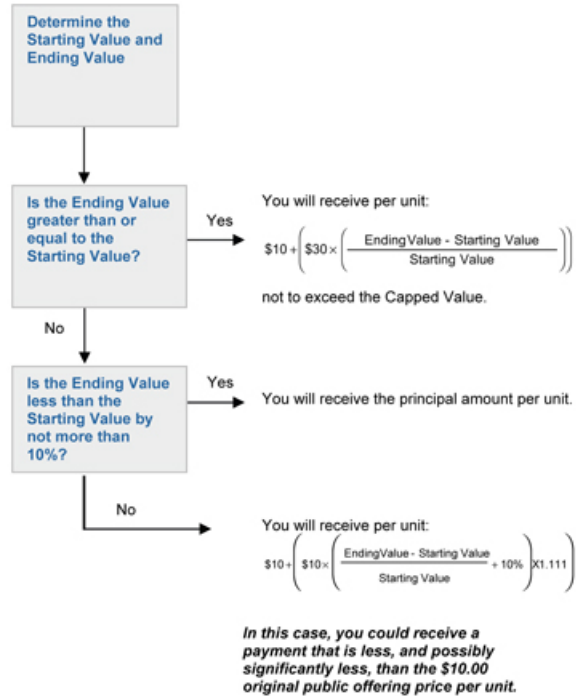 Determine the
Starting Value and
Ending Value
Is the Ending Value
greater than or
equal to the
Starting Value?
Yes
You will receive per unit:
$10 + ($30 × (Ending Value - Starting Value
Starting Value))
not to exceed the Capped Value.
No
Is the Ending Value
less than the
Starting Value by
not more than
10%?
Yes
You will receive the principal amount per unit.
No
You will receive per unit:
$10 + ($10 × (EndingValue - Starting Value
Starting Value + 10%) X1.111)
In this case, you could receive a
payment that is less, and possibly
significantly less, than the $10.00
original public offering price per unit.